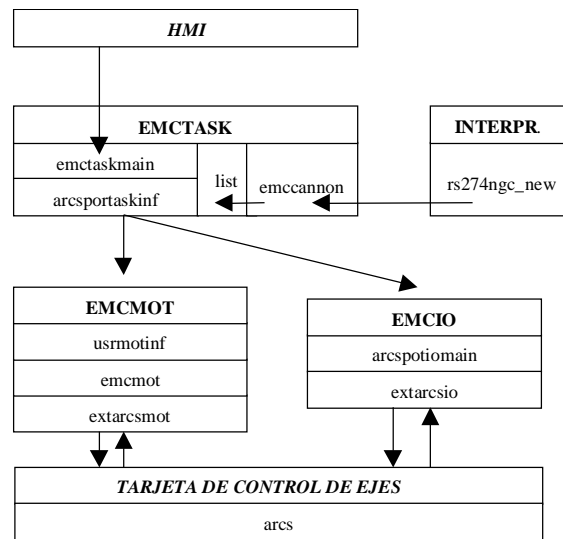 HMI
EMCTASK
emctaskmain
arcsportaskinf
list
emccannon
INTERPR.
rs274ngc_new
EMCMOT
usrmotinf
emcmot
extarcsmot
EMCIO
arcspotiomain
extarcsio
TARJETA DE CONTROL DE EJES
arcs